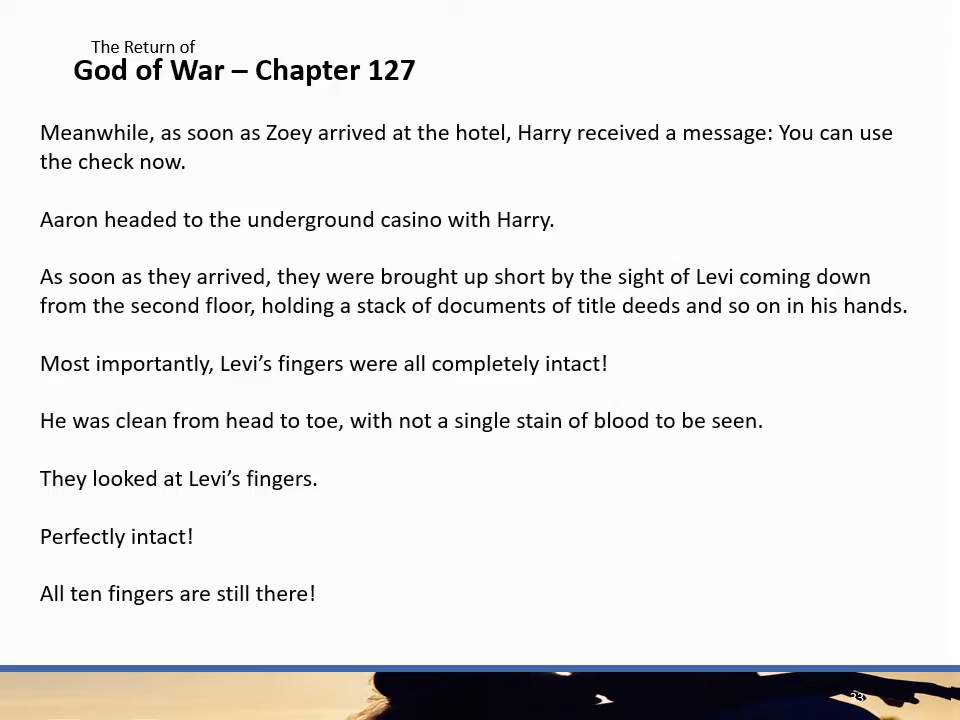 The Return of
God of War – Chapter 127
Meanwhile, as soon as Zoey arrived at the hotel, Harry received a message: You can use
the check now.
Aaron headed to the underground casino with Harry.
As soon as they arrived, they were brought up short by the sight of Levi coming down
from the second floor, holding a stack of documents of title deeds and so on in his hands.
Most importantly, Levi’s fingers were all completely intact!
He was clean from head to toe, with not a single stain of blood to be seen.
They looked at Levi’s fingers.
Perfectly intact!
All ten fingers are still there!
23